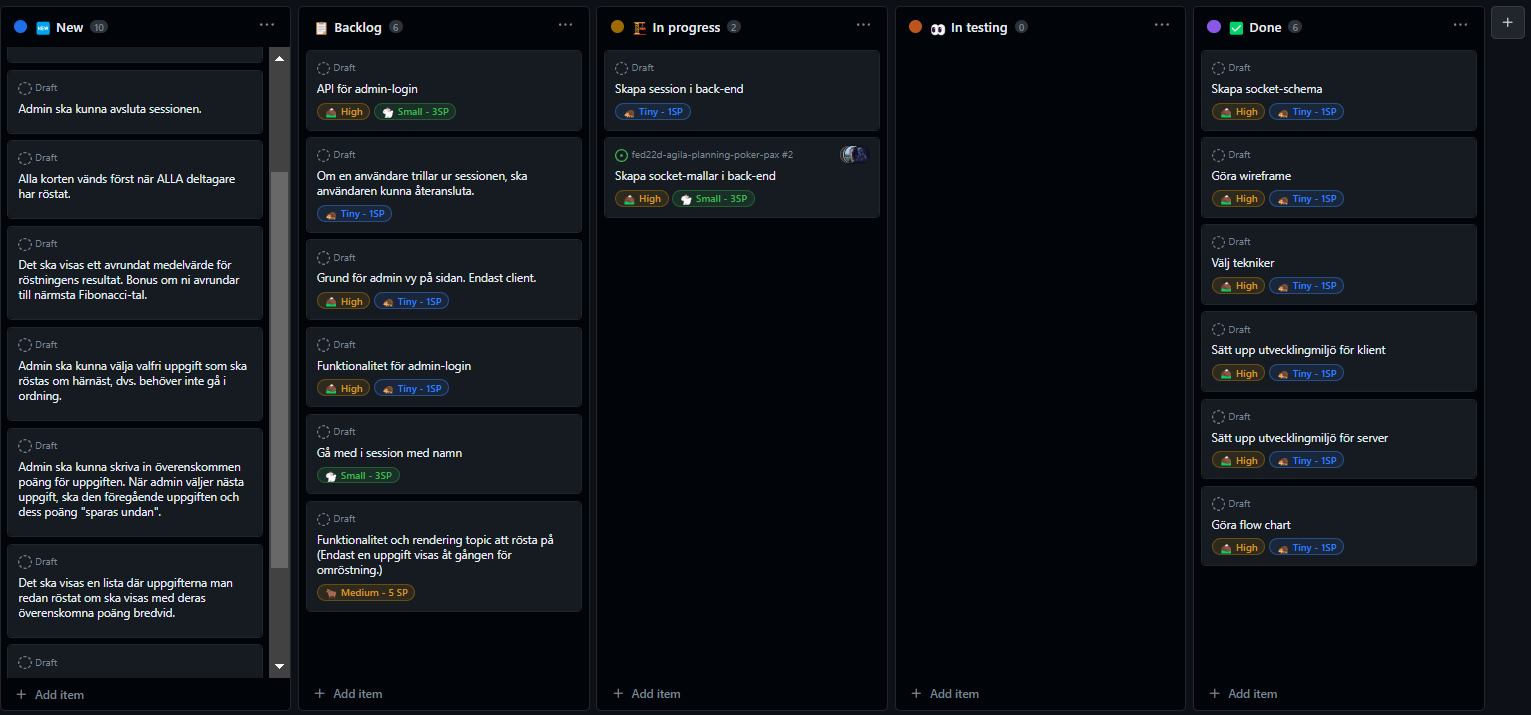 NEW New 10 ...
Draft
Admin ska kunna avsluta sessionen.
Draft
Alla korten vänds först när ALLA deltagare
har röstat.
Draft
Det ska visas ett avrundat medelvärde för
röstningens resultat. Bonus om ni avrundar
till närmsta Fibonacci-tal.
Draft
Admin ska kunna välja valfri uppgift som ska
röstas om härnäst, dvs. behöver inte gå i
ordning.
Draft
Admin ska kunna skriva in överenskommen
poäng för uppgiften. När admin väljer nästa
uppgift, ska den föregående uppgiften och
dess poäng "sparas undan".
Draft
Det ska visas en lista där uppgifterna man
redan röstat om ska visas med deras
överenskomna poäng bredvid.
Draft
+ Add item
Backlog 6 ...
Draft
API för admin-login
High Small - 3SP
Draft
Om en användare trillar ur sessionen, ska
användaren kunna återansluta.
Tiny - 1SP
Draft
Grund för admin vy på sidan. Endast client.
High Tiny - 1SP
Draft
Funktionalitet för admin-login
High Tiny - 1SP
Draft
Gå med i session med namn
Small - 3SP
Draft
Funktionalitet och rendering topic att rösta på
(Endast en uppgift visas åt gången för
omröstning.)
Medium - 5 SP
+ Add item
In progress 2 ...
Draft
Skapa session i back-end
Tiny - 1SP
fed22d-agila-planning-poker-pax #2
Skapa socket-mallar i back-end
High Small - 3SP
+ Add item
In testing 0 ...
+ Add item
Done 6 ...
Draft
Skapa socket-schema
High Tiny - 1SP
Draft
Göra wireframe
High Tiny - 1SP
Draft
Välj tekniker
High Tiny - 1SP
Draft
Sätt upp utvecklingmiljö för klient
High Tiny - 1SP
Draft
Sätt upp utvecklingmiljö för server
High Tiny - 1SP
Draft
Göra flow chart
High Tiny - 1SP
+ Add item
+